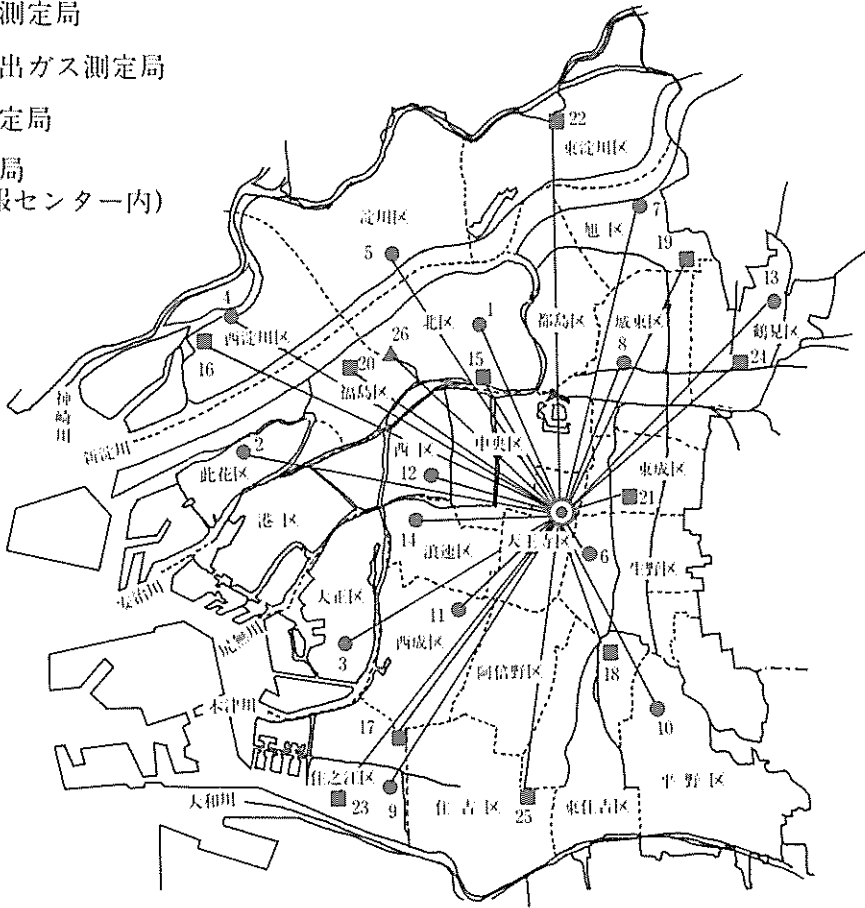 測定局
出ガス測定局
定局
局
報センター内)
22
東淀川区
淀川区
5
7
旭区
19
13
4
西淀川区
1
26
北区
都島区
城東区
8
鶴見区
24
16
20
15
福島区
神崎川
新淀川
2
此花区
西区
中央区
12
東成区
21
港区
14
浪速区
天王寺区
6
生野区
安治川
大正区
尻無川
11
西成区
3
阿倍野区
18
木津川
17
10
住之江区
平野区
大和川
23
9
住吉区
25
東住吉区